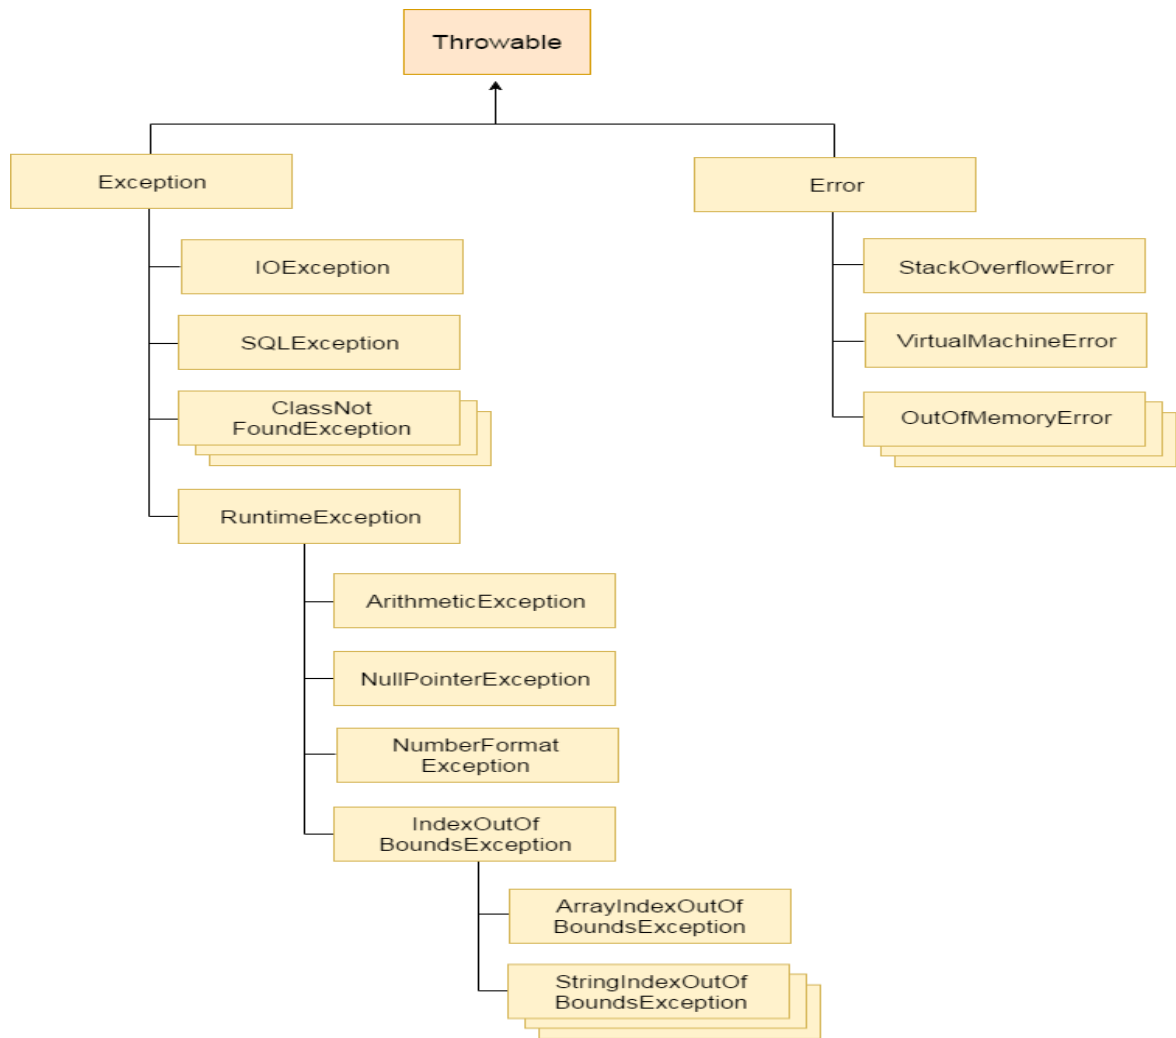 Throwable
Exception
Error
IOException
StackOverflowError
SQLException
VirtualMachineError
ClassNot
FoundException
OutOfMemoryError
RuntimeException
ArithmeticException
NullPointerException
NumberFormat
Exception
IndexOutOf
BoundsException
ArrayIndexOutOf
BoundsException
StringIndexOutOf
BoundsException